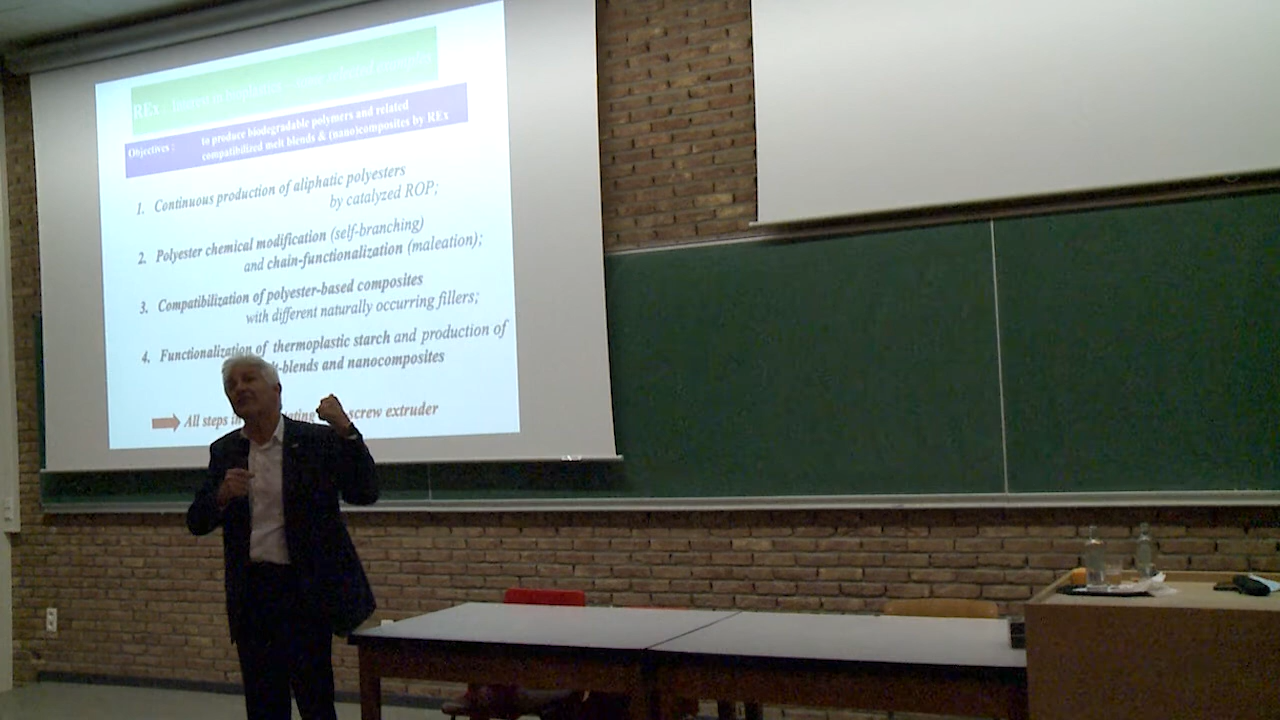 REx : Interest in bioplastics – some selected examples
Objectives : to produce biodegradable polymers and related
compatibilized melt blends & (nano)composites by REx
1. Continuous production of aliphatic polyesters
by catalyzed ROP;
2. Polyester chemical modification (self-branching)
and chain-functionalization (maleation);
3. Compatibilization of polyester-based composites
with different naturally occurring fillers;
4. Functionalization of thermoplastic starch and production of
-blends and nanocomposites
All steps screw extruder